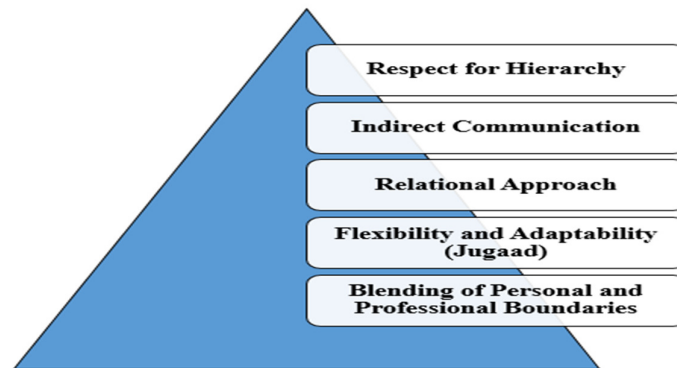 Respect for Hierarchy
Indirect Communication
Relational Approach
Flexibility and Adaptability
(Jugaad)
Blending of Personal and
Professional Boundaries